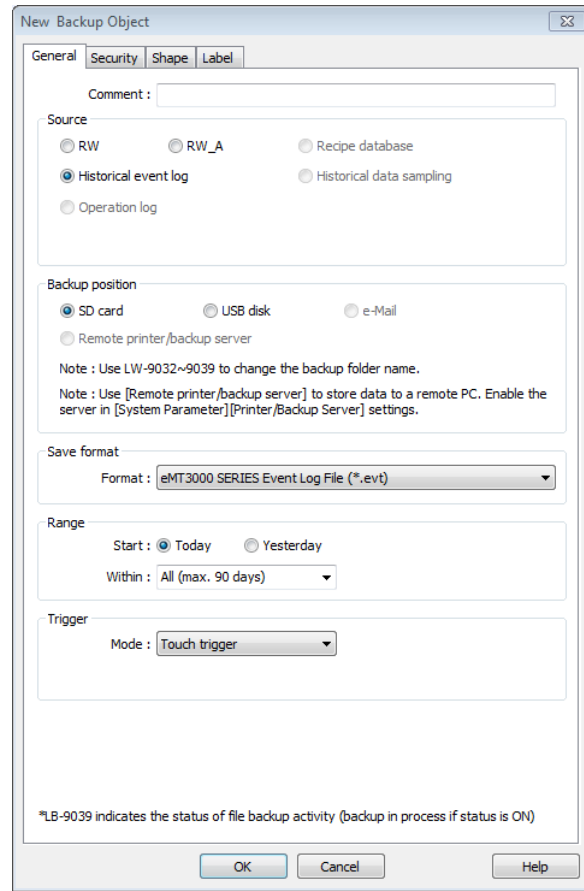 New Backup Object
General Security Shape Label
Comment :
Source
RW RW_A Recipe database
Historical event log Historical data sampling
Operation log
Backup position
SD card USB disk e-Mail
Remote printer/backup server
Note : Use LW-9032~9039 to change the backup folder name.
Note : Use [Remote printer/backup server] to store data to a remote PC. Enable the
server in [System Parameter][Printer/Backup Server] settings.
Save format
Format : eMT3000 SERIES Event Log File (*.evt)
Range
Start : Today Yesterday
Within : All (max. 90 days)
Trigger
Mode : Touch trigger
*LB-9039 indicates the status of file backup activity (backup in process if status is ON)
OK Cancel Help